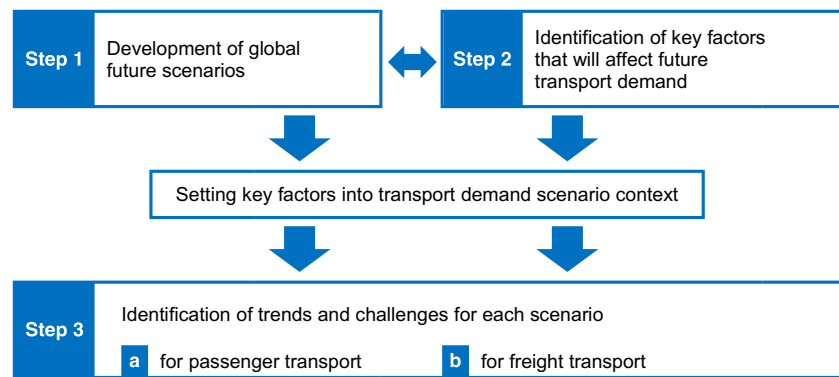 Step 1
Development of global
future scenarios
Step 2
Identification of key factors
that will affect future
transport demand
Setting key factors into transport demand scenario context
Step 3
Identification of trends and challenges for each scenario
a for passenger transport
b for freight transport